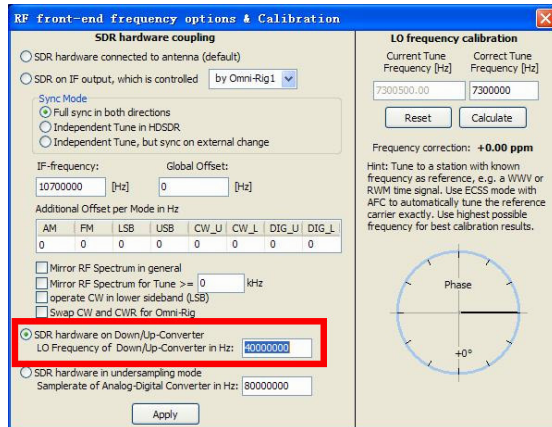 RF front-end frequency options & Calibration
SDR hardware coupling
SDR hardware connected to antenna (default)
SDR on IF output, which is controlled by Omni-Rig1
Sync Mode
Full sync in both directions
Independent Tune in HDSDR
Independent Tune, but sync on external change
IF-frequency: Global Offset:
10700000 [Hz] 0 [Hz]
Additional Offset per Mode in Hz
AM FM LSB USB CW_U CW_L DIG_U DIG_L
0 0 0 0 0 0 0 0
Mirror RF Spectrum in general
Mirror RF Spectrum for Tune >= 0 kHz
operate CW in lower sideband (LSB)
Swap CW and CWR for Omni-Rig
SDR hardware on Down/Up-Converter
LO Frequency of Down/Up-Converter in Hz: 40000000
SDR hardware in undersampling mode
Samplerate of Analog-Digital Converter in Hz: 80000000
Apply
LO frequency calibration
Current Tune Correct Tune
Frequency [Hz] Frequency [Hz]
7300500.00 7300000
Reset Calculate
Frequency correction: +0.00 ppm
Hint: Tune to a station with known
frequency as reference, e.g. a WWV or
RWM time signal. Use ECSS mode with
AFC to automatically tune the reference
carrier exactly. Use highest possible
frequency for best calibration results.
Phase
+0°